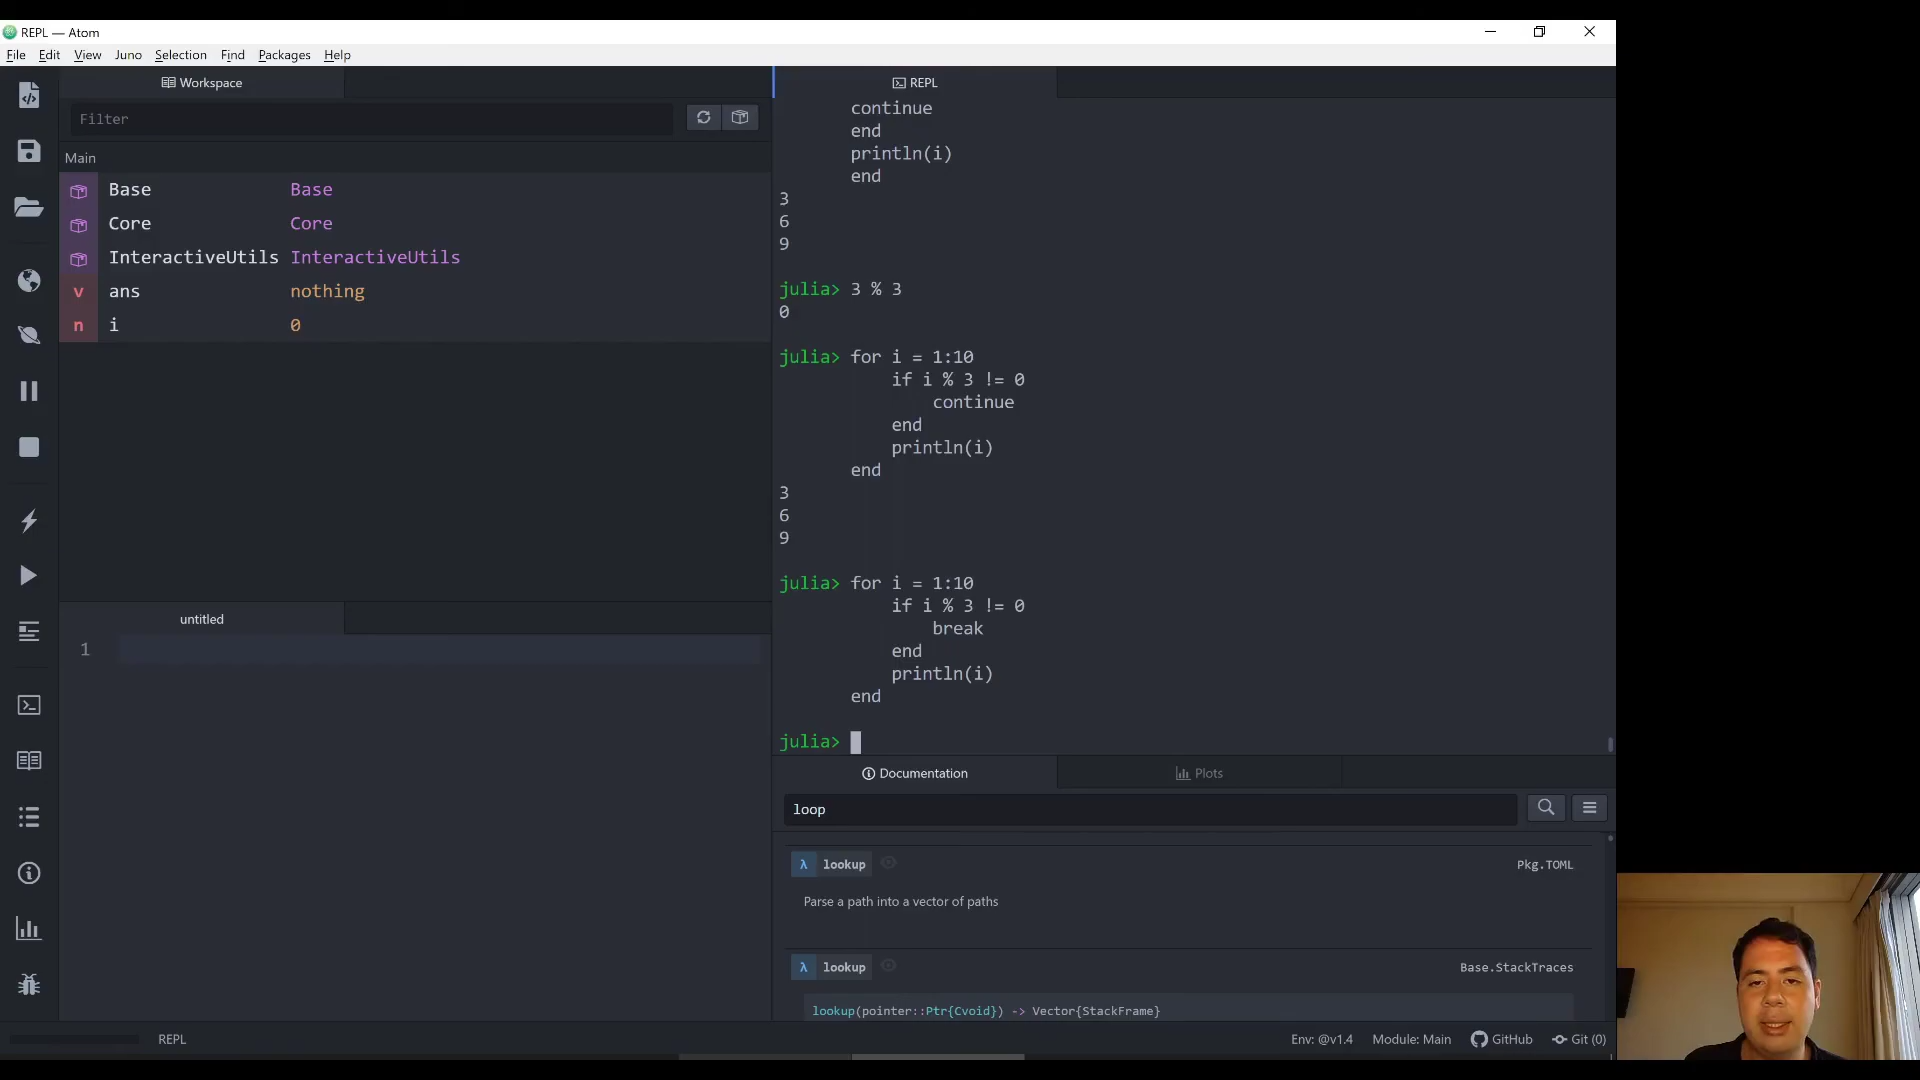 REPL — Atom
File Edit View Juno Selection Find Packages Help
Workspace
Filter
Main
Base Base
Core Core
InteractiveUtils InteractiveUtils
v ans nothing
n i 0
untitled
1
REPL
continue
end
println(i)
end
3
6
9
julia> 3 % 3
0
julia> for i = 1:10
if i % 3 != 0
continue
end
println(i)
end
3
6
9
julia> for i = 1:10
if i % 3 != 0
break
end
println(i)
end
julia>
Documentation Plots
loop
λ lookup Pkg.TOML
Parse a path into a vector of paths
λ lookup Base.StackTraces
lookup(pointer::Ptr{Cvoid}) -> Vector{StackFrame}
REPL Env: @v1.4 Module: Main GitHub Git (0)